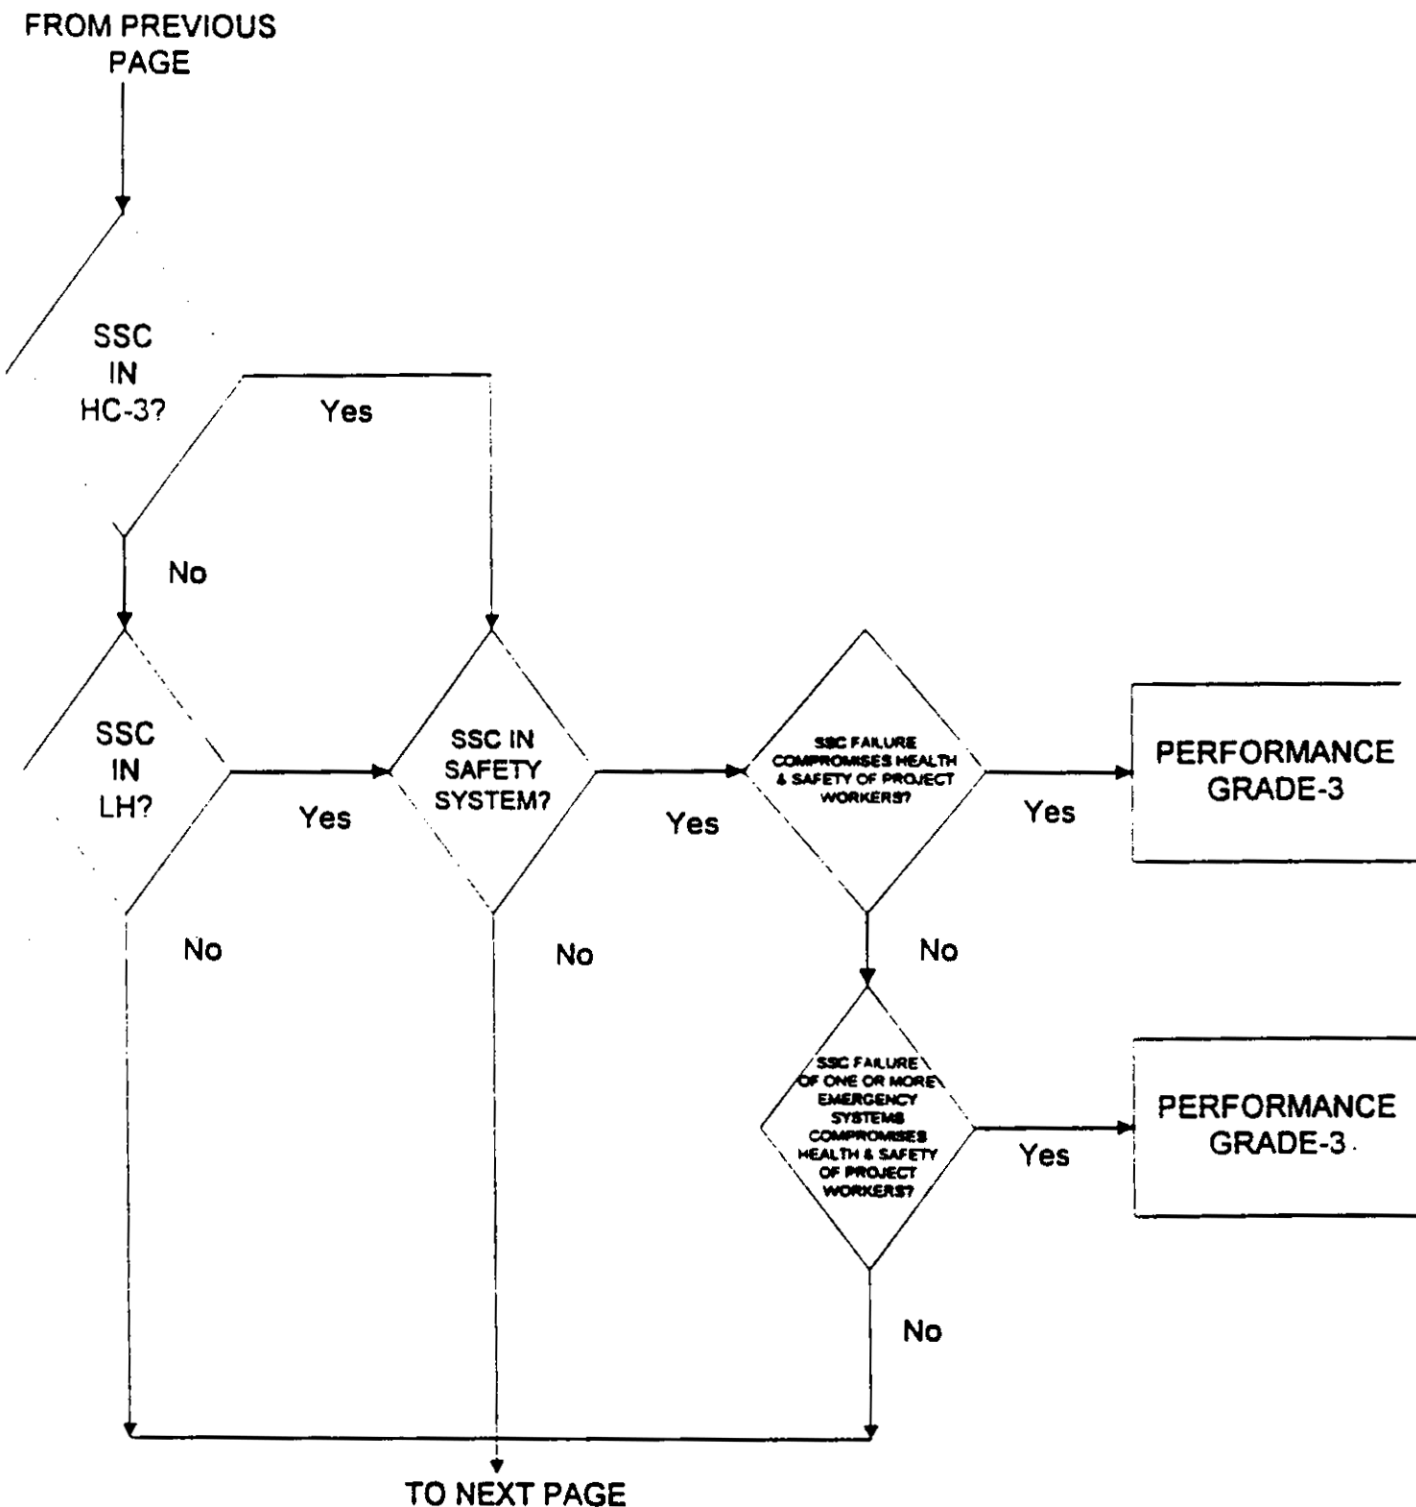 FROM PREVIOUS
PAGE
SSC
IN
HC-3?
Yes
No
SSC
IN
LH?
Yes
No
SSC IN
SAFETY
SYSTEM?
Yes
No
SSC FAILURE
COMPROMISES HEALTH
& SAFETY OF PROJECT
WORKERS?
Yes
No
PERFORMANCE
GRADE-3
SSC FAILURE
OF ONE OR MORE
EMERGENCY
SYSTEMS
COMPROMISES
HEALTH & SAFETY
OF PROJECT
WORKERS?
Yes
No
PERFORMANCE
GRADE-3
TO NEXT PAGE